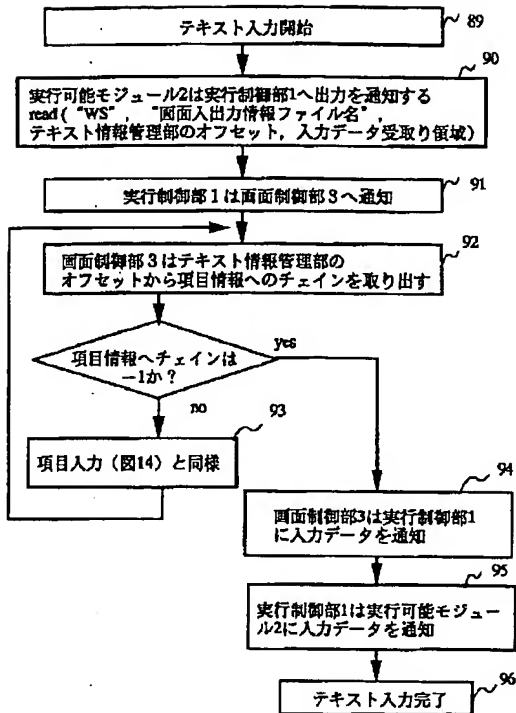 テキスト入力開始
89
90
実行可能モジュール2は実行制御部1へ出力を通知する
read("WS", "図面入出力情報ファイル名",
テキスト情報管理部のオフセット,入力データ受取り領域)
91
実行制御部1は画面制御部3へ通知
92
画面制御部3はテキスト情報管理部の
オフセットから項目情報へのチェインを取り出す
項目情報へチェインは
-1か?
yes
no
93
項目入力(図14)と同様
94
画面制御部3は実行制御部1
に入力データを通知
95
実行制御部1は実行可能モジュー
ル2に入力データを通知
96
テキスト入力完了